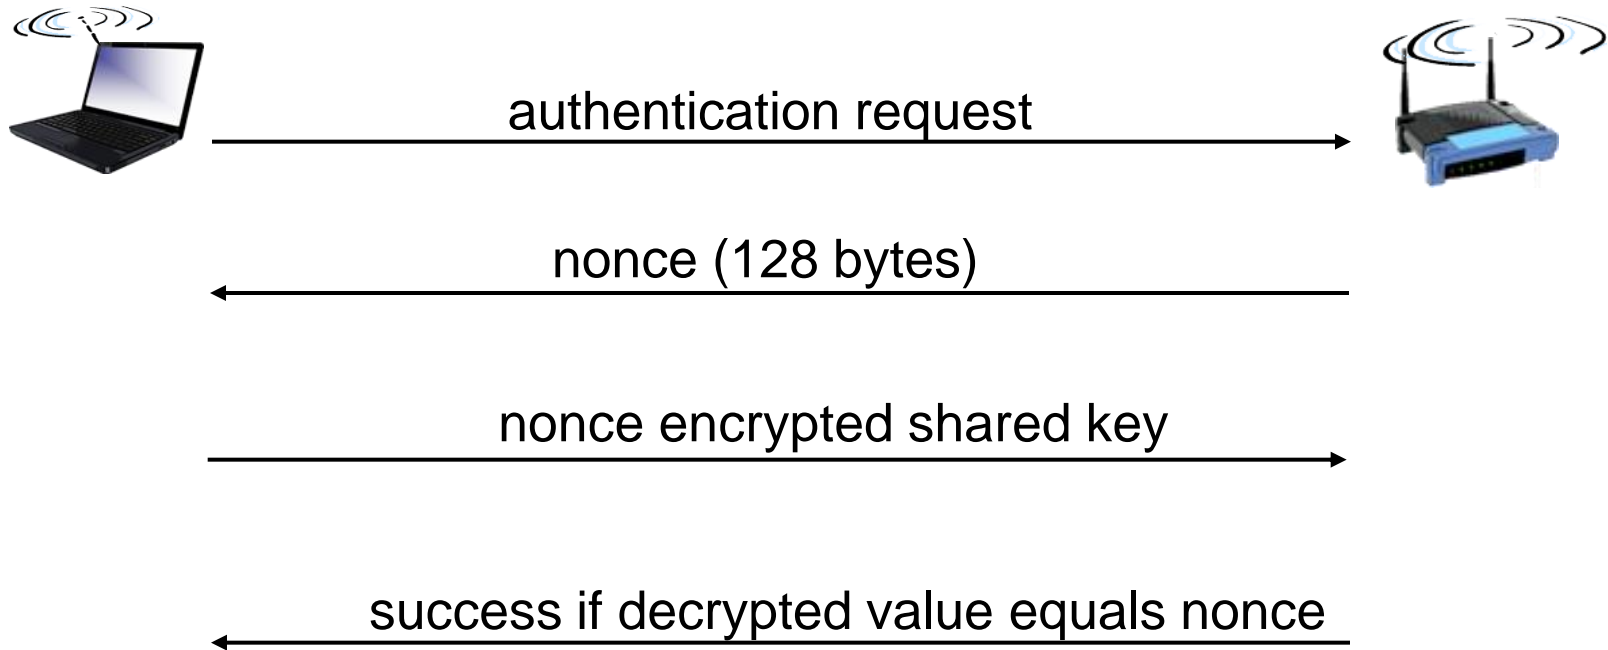 authentication request
nonce (128 bytes)
nonce encrypted shared key
success if decrypted value equals nonce